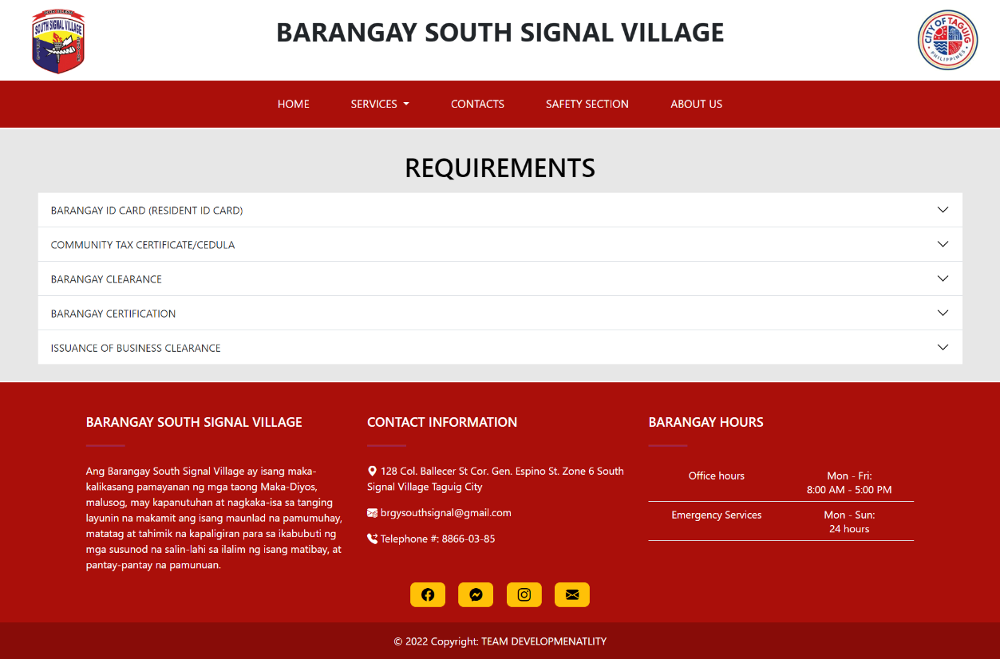 SOUTH SIGNAL VILLAGE
BARANGAY SOUTH SIGNAL VILLAGE
CITY OF TAGUIG
PHILIPPINES
HOME SERVICES CONTACTS SAFETY SECTION ABOUT US
REQUIREMENTS
BARANGAY ID CARD (RESIDENT ID CARD)
COMMUNITY TAX CERTIFICATE/CEDULA
BARANGAY CLEARANCE
BARANGAY CERTIFICATION
ISSUANCE OF BUSINESS CLEARANCE
BARANGAY SOUTH SIGNAL VILLAGE
Ang Barangay South Signal Village ay isang maka-
kalikasang pamayanan ng mga taong Maka-Diyos,
malusog, may kapanutuhan at nagkaka-isa sa tanging
layunin na makamit ang isang maunlad na pamumuhay,
matatag at tahimik na kapaligiran para sa ikabubuti ng
mga susunod na salin-lahi sa ilalim ng isang matibay, at
pantay-pantay na pamunuan.
CONTACT INFORMATION
128 Col. Ballecer St Cor. Gen. Espino St. Zone 6 South
Signal Village Taguig City
brgysouthsignal@gmail.com
Telephone #: 8866-03-85
BARANGAY HOURS
Office hours Mon - Fri:
8:00 AM - 5:00 PM
Emergency Services Mon - Sun:
24 hours
© 2022 Copyright: TEAM DEVELOPMENATLITY